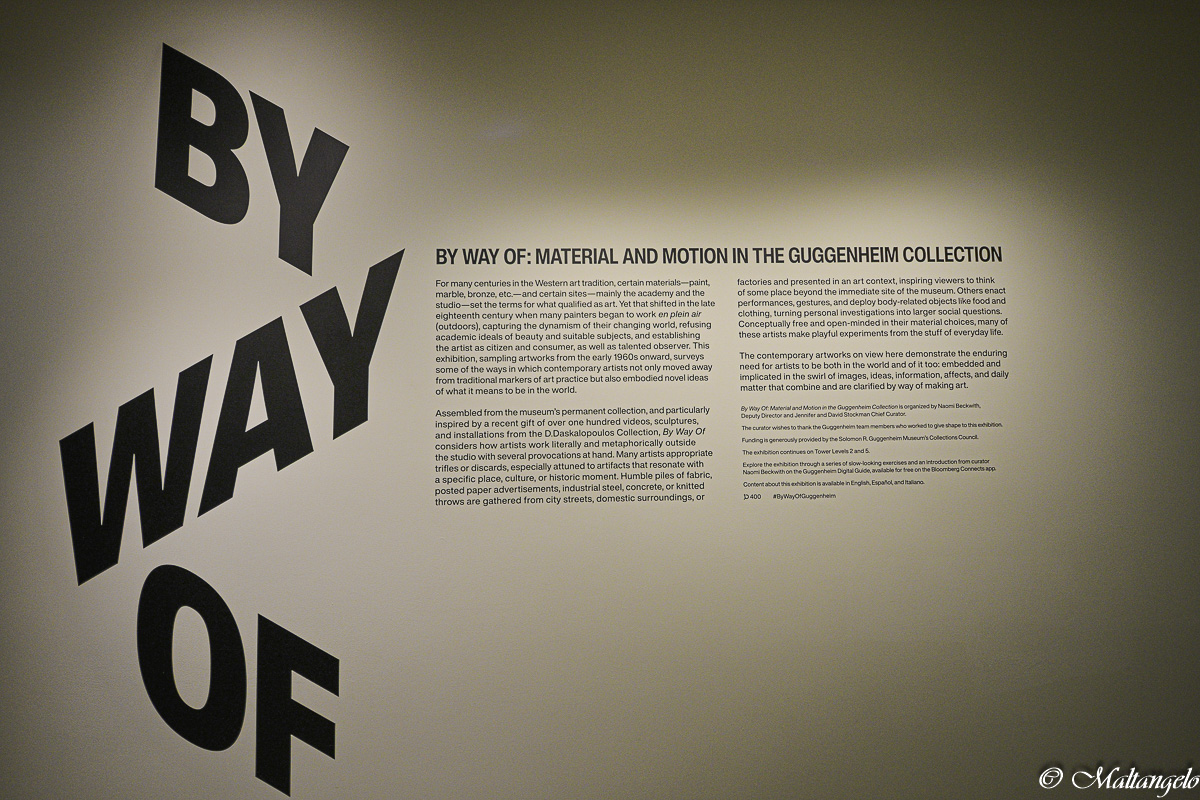 BY
WAY
OF
BY WAY OF: MATERIAL AND MOTION IN THE GUGGENHEIM COLLECTION
For many centuries in the Western art tradition, certain materials—paint,
marble, bronze, etc.—and certain sites—mainly the academy and the
studio—set the terms for what qualified as art. Yet that shifted in the late
eighteenth century when many painters began to work en plein air
(outdoors), capturing the dynamism of their changing world, refusing
academic ideals of beauty and suitable subjects, and establishing
the artist as citizen and consumer, as well as talented observer. This
exhibition, sampling artworks from the early 1960s onward, surveys
some of the ways in which contemporary artists not only moved away
from traditional markers of art practice but also embodied novel ideas
of what it means to be in the world.
Assembled from the museum's permanent collection, and particularly
inspired by a recent gift of over one hundred videos, sculptures,
and installations from the D.Daskalopoulos Collection, By Way Of
considers how artists work literally and metaphorically outside
the studio with several provocations at hand. Many artists appropriate
trifles or discards, especially attuned to artifacts that resonate with
a specific place, culture, or historic moment. Humble piles of fabric,
posted paper advertisements, industrial steel, concrete, or knitted
throws are gathered from city streets, domestic surroundings, or
factories and presented in an art context, inspiring viewers to think
of some place beyond the immediate site of the museum. Others enact
performances, gestures, and deploy body-related objects like food and
clothing, turning personal investigations into larger social questions.
Conceptually free and open-minded in their material choices, many of
these artists make playful experiments from the stuff of everyday life.
The contemporary artworks on view here demonstrate the enduring
need for artists to be both in the world and of it too: embedded and
implicated in the swirl of images, ideas, information, affects, and daily
matter that combine and are clarified by way of making art.
By Way Of: Material and Motion in the Guggenheim Collection is organized by Naomi Beckwith,
Deputy Director and Jennifer and David Stockman Chief Curator.
The curator wishes to thank the Guggenheim team members who worked to give shape to this exhibition.
Funding is generously provided by the Solomon R. Guggenheim Museum's Collections Council.
The exhibition continues on Tower Levels 2 and 5.
Explore the exhibition through a series of slow-looking exercises and an introduction from curator
Naomi Beckwith on the Guggenheim Digital Guide, available for free on the Bloomberg Connects app.
Content about this exhibition is available in English, Español, and Italiano.
400 #ByWayOfGuggenheim
© Maltangelo